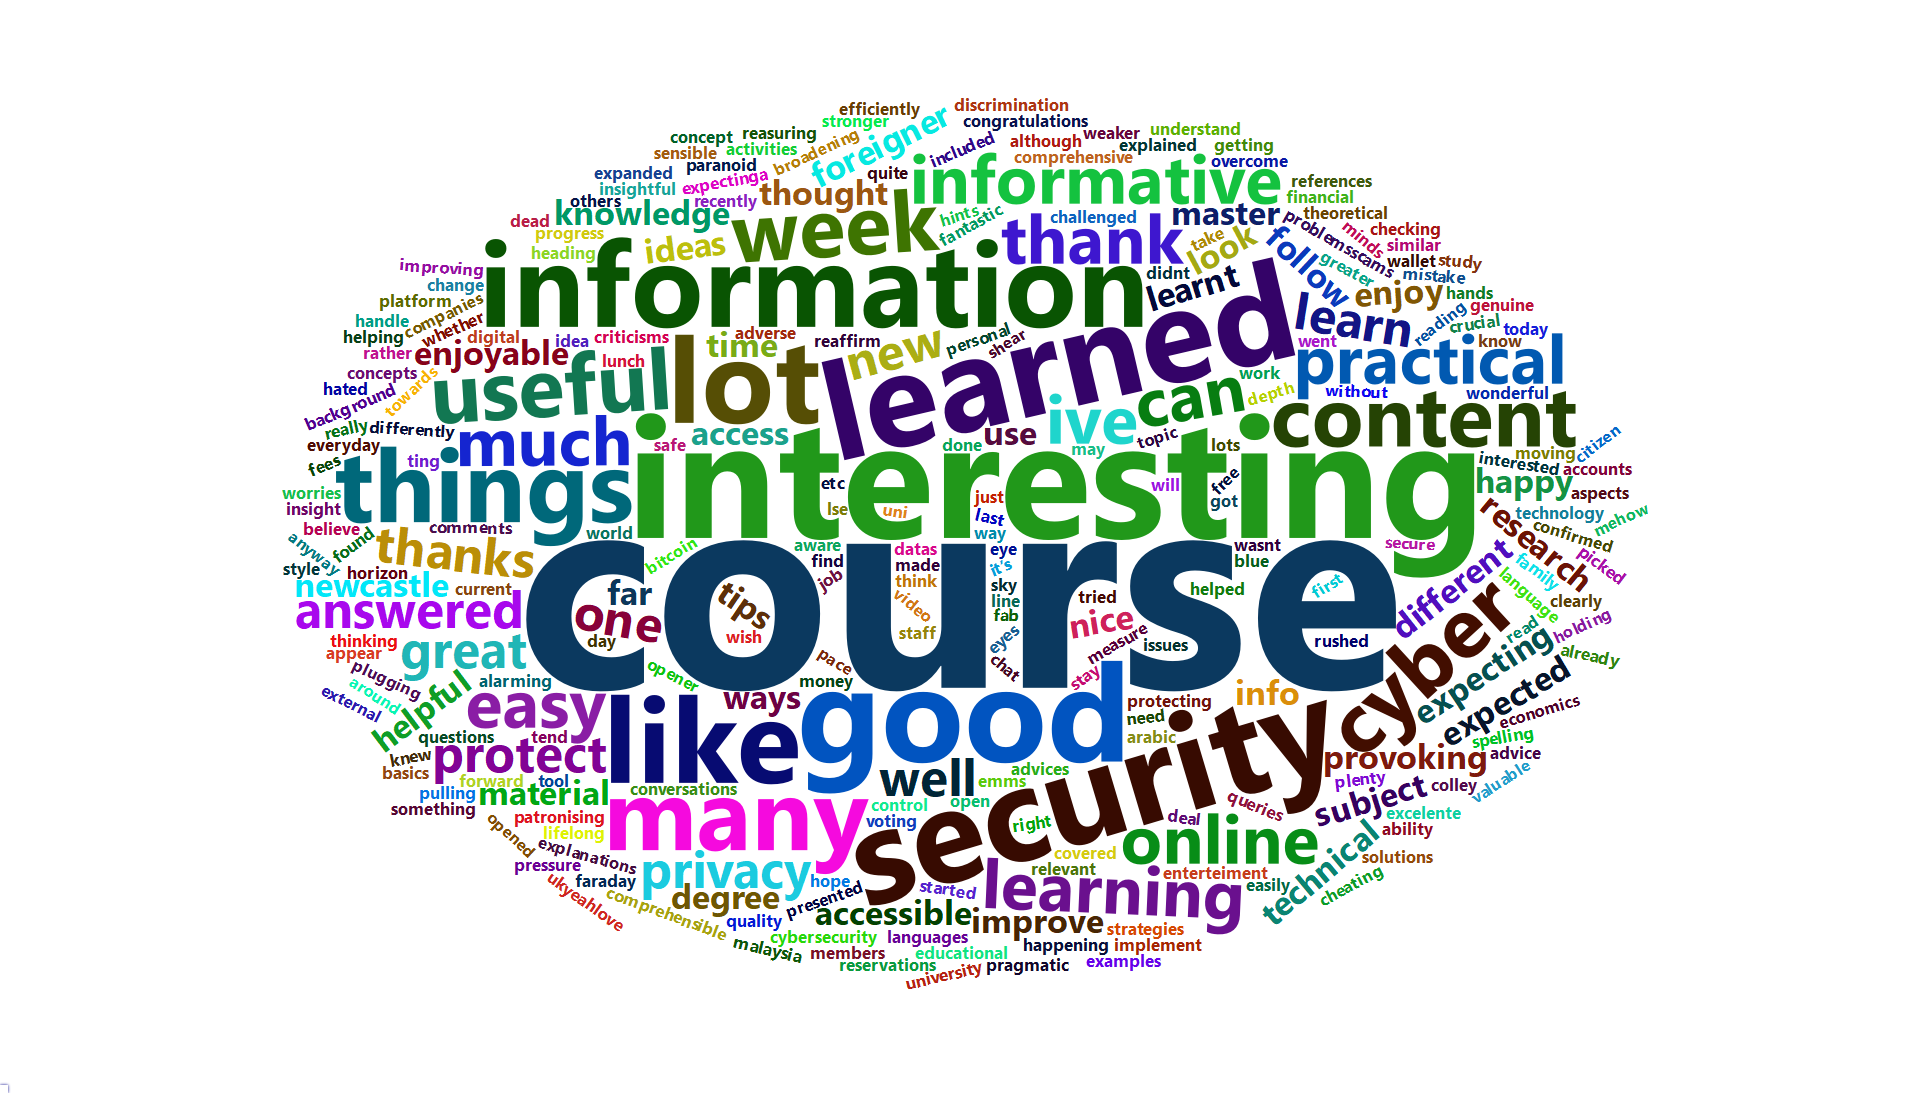 efficiently
discrimination
stronger
foreigner
congratulations
concept
reasuring
broadening
included
although
weaker
understand
sensible
activities
explained
getting
expanded
paranoid
comprehensive
overcome
insightful
expectinga
quite
informative
references
others
recently
thought
financial
dead
knowledge
week
hints
fantastic
challenged
master
theoretical
progress
ideas
thank
take
look
problemsscams
minds
checking
heading
similar
improving
information
didnt
follow
greater
wallet
study
change
learnt
mistake
platform
companies
enjoy
hands
handle
whether
learned
learn
reading
genuine
helping
digital
idea
criticisms
adverse
reaffirm
personal
shear
went
crucial
today
rather
enjoyable
lunch
time
new
know
concepts
towards
useful
lot
work
practical
hated
background
can
depth
without
wonderful
really
differently
much
access
use
ive
topic
content
everyday
safe
done
may
lots
moving
citizen
fees
ting
things
interesting
interested
accounts
worries
etc
just
will
free
got
happy
aspects
insight
lse
uni
last
research
technology
mehow
believe
comments
world
way
confirmed
anyway
found
thanks
bitcoin
aware
datas
eye
wasnt
secure
picked
style
horizon
find
made
it's
blue
different
family
newcastle
current
far
tips
job
think
sky
helped
first
language
clearly
answered
one
video
line
tried
course
cyber
holding
thinking
day
wish
staff
fab
nice
measure
issues
rushed
read
appear
great
pace
eyes
chat
expecting
already
plugging
opener
money
stay
around
helpful
alarming
ways
info
expected
external
easy
like
good
protecting
economics
questions
tend
need
arabic
security
spelling
knew
protect
provoking
advice
basics
forward
tool
well
emms
advices
plenty
colley
valuable
pulling
material
conversations
control
open
queries
subject
something
patronising
many
voting
right
deal
excelente
opened
lifelong
online
ability
explanations
covered
technical
solutions
pressure
privacy
hope
relevant
enterteiment
faraday
started
learning
easily
cheating
ukyeahlove
comprehensible
degree
presented
accessible
quality
improve
strategies
malaysia
cybersecurity
languages
happening
implement
members
educational
reservations
university
pragmatic
examples